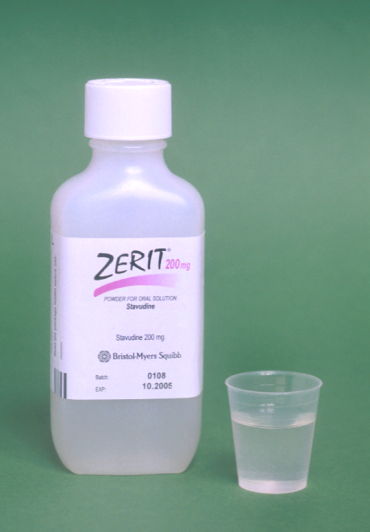 ZERIT® 200 mg
POWDER FOR ORAL SOLUTION
Stavudine
Stavudine 200 mg
Bristol-Myers Squibb
Batch: 0108
EXP: 10.2005